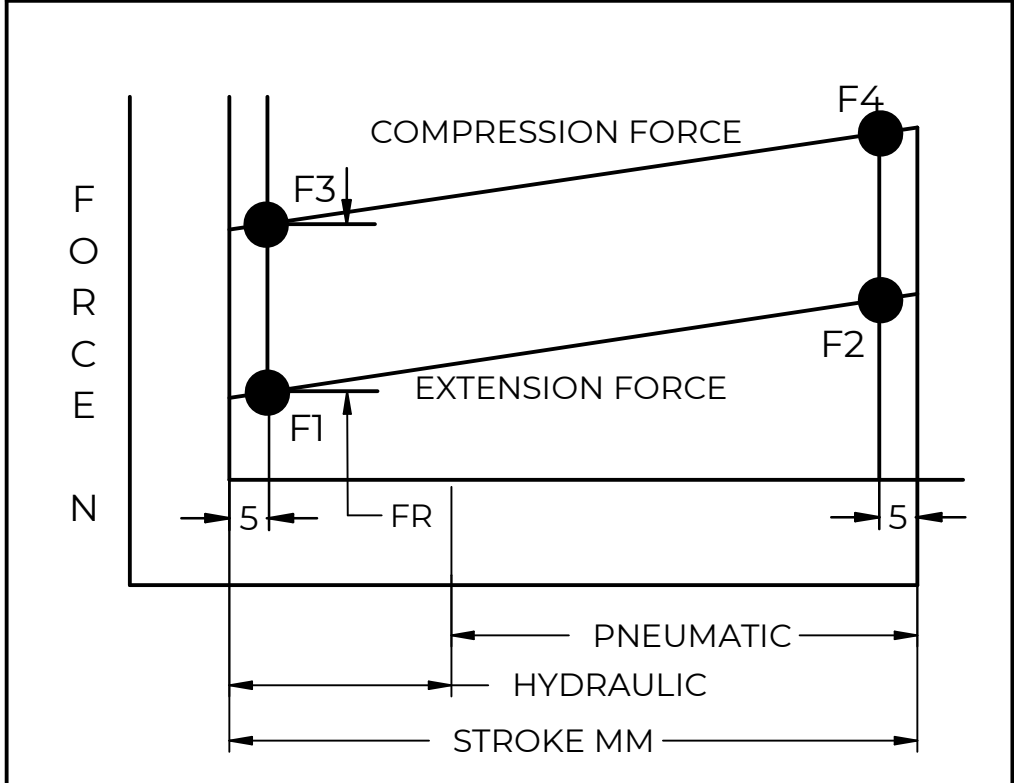 F4
COMPRESSION FORCE
F3
F
O
R
C
E
N
F2
EXTENSION FORCE
F1
5
FR
5
PNEUMATIC
HYDRAULIC
STROKE MM